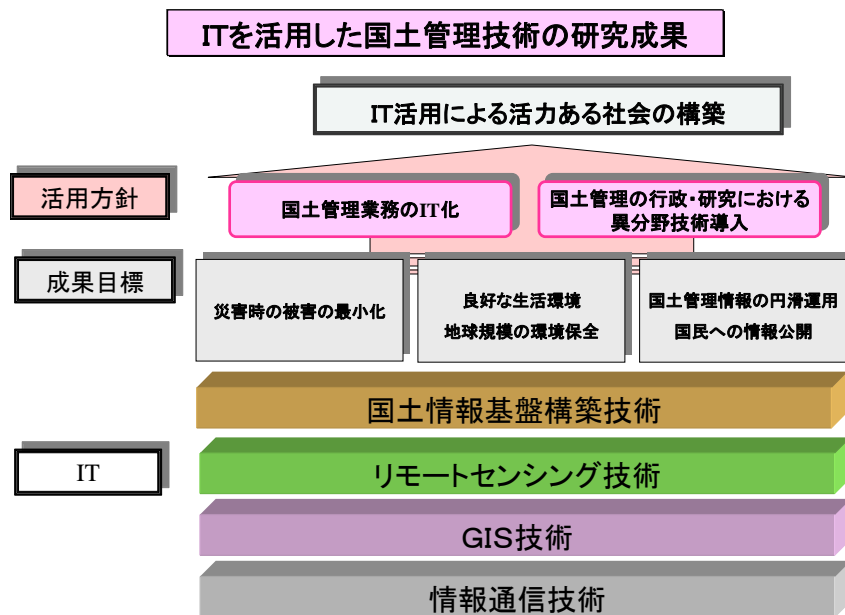 ITを活用した国土管理技術の研究成果
IT活用による活力ある社会の構築
活用方針
国土管理業務のIT化
国土管理の行政・研究における
異分野技術導入
成果目標
災害時の被害の最小化
良好な生活環境
地球規模の環境保全
国土管理情報の円滑運用
国民への情報公開
国土情報基盤構築技術
IT
リモートセンシング技術
GIS技術
情報通信技術